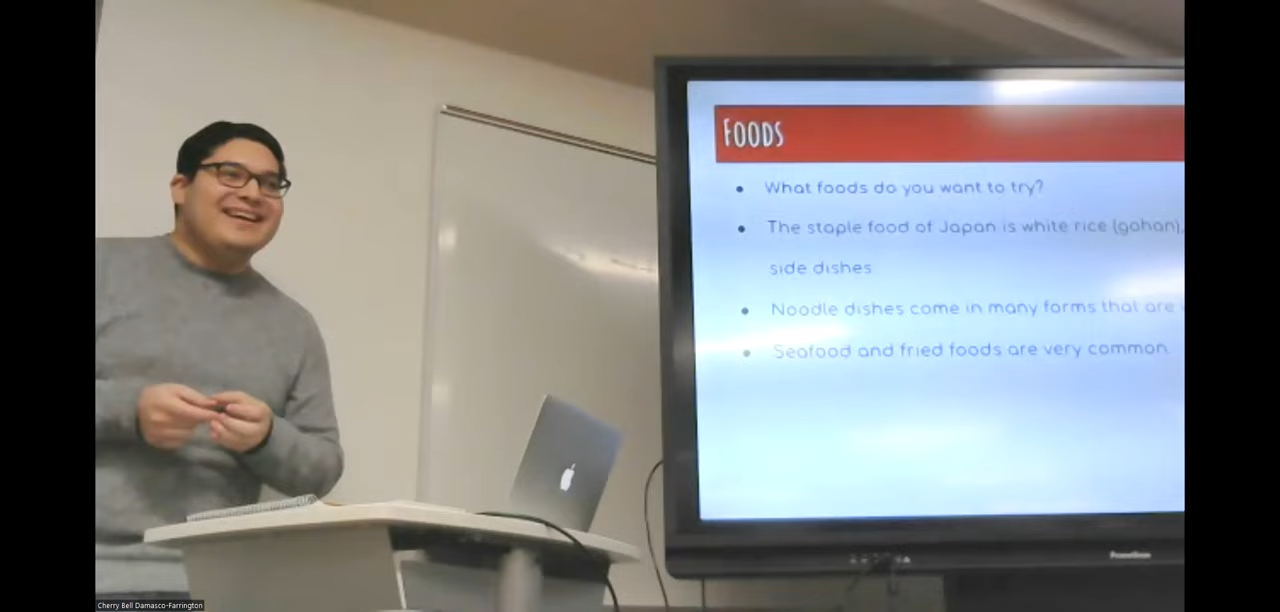 Foods
What foods do you want to try?
The staple food of Japan is white rice (gohan),
side dishes
Noodle dishes come in many forms that are
Seafood and fried foods are very common.
Promethean
Cherry Bell Damasco-Farrington